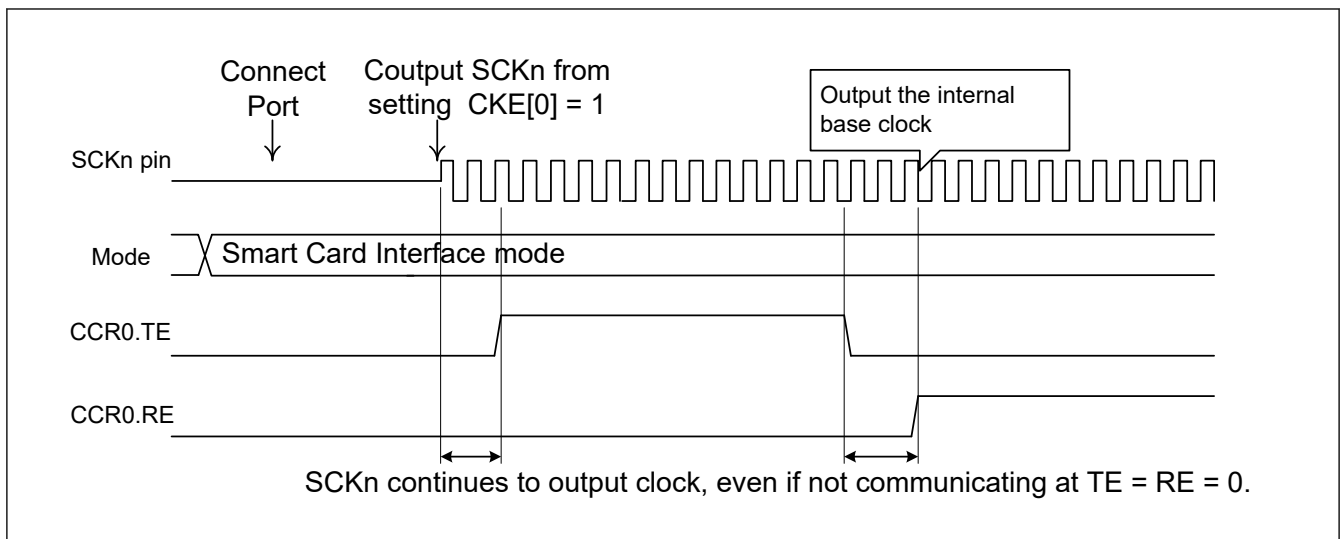 Connect
Port
Coutput SCKn from
setting CKE[0] = 1
Output the internal
base clock
SCKn pin
Mode
Smart Card Interface mode
CCR0.TE
CCR0.RE
SCKn continues to output clock, even if not communicating at TE = RE = 0.